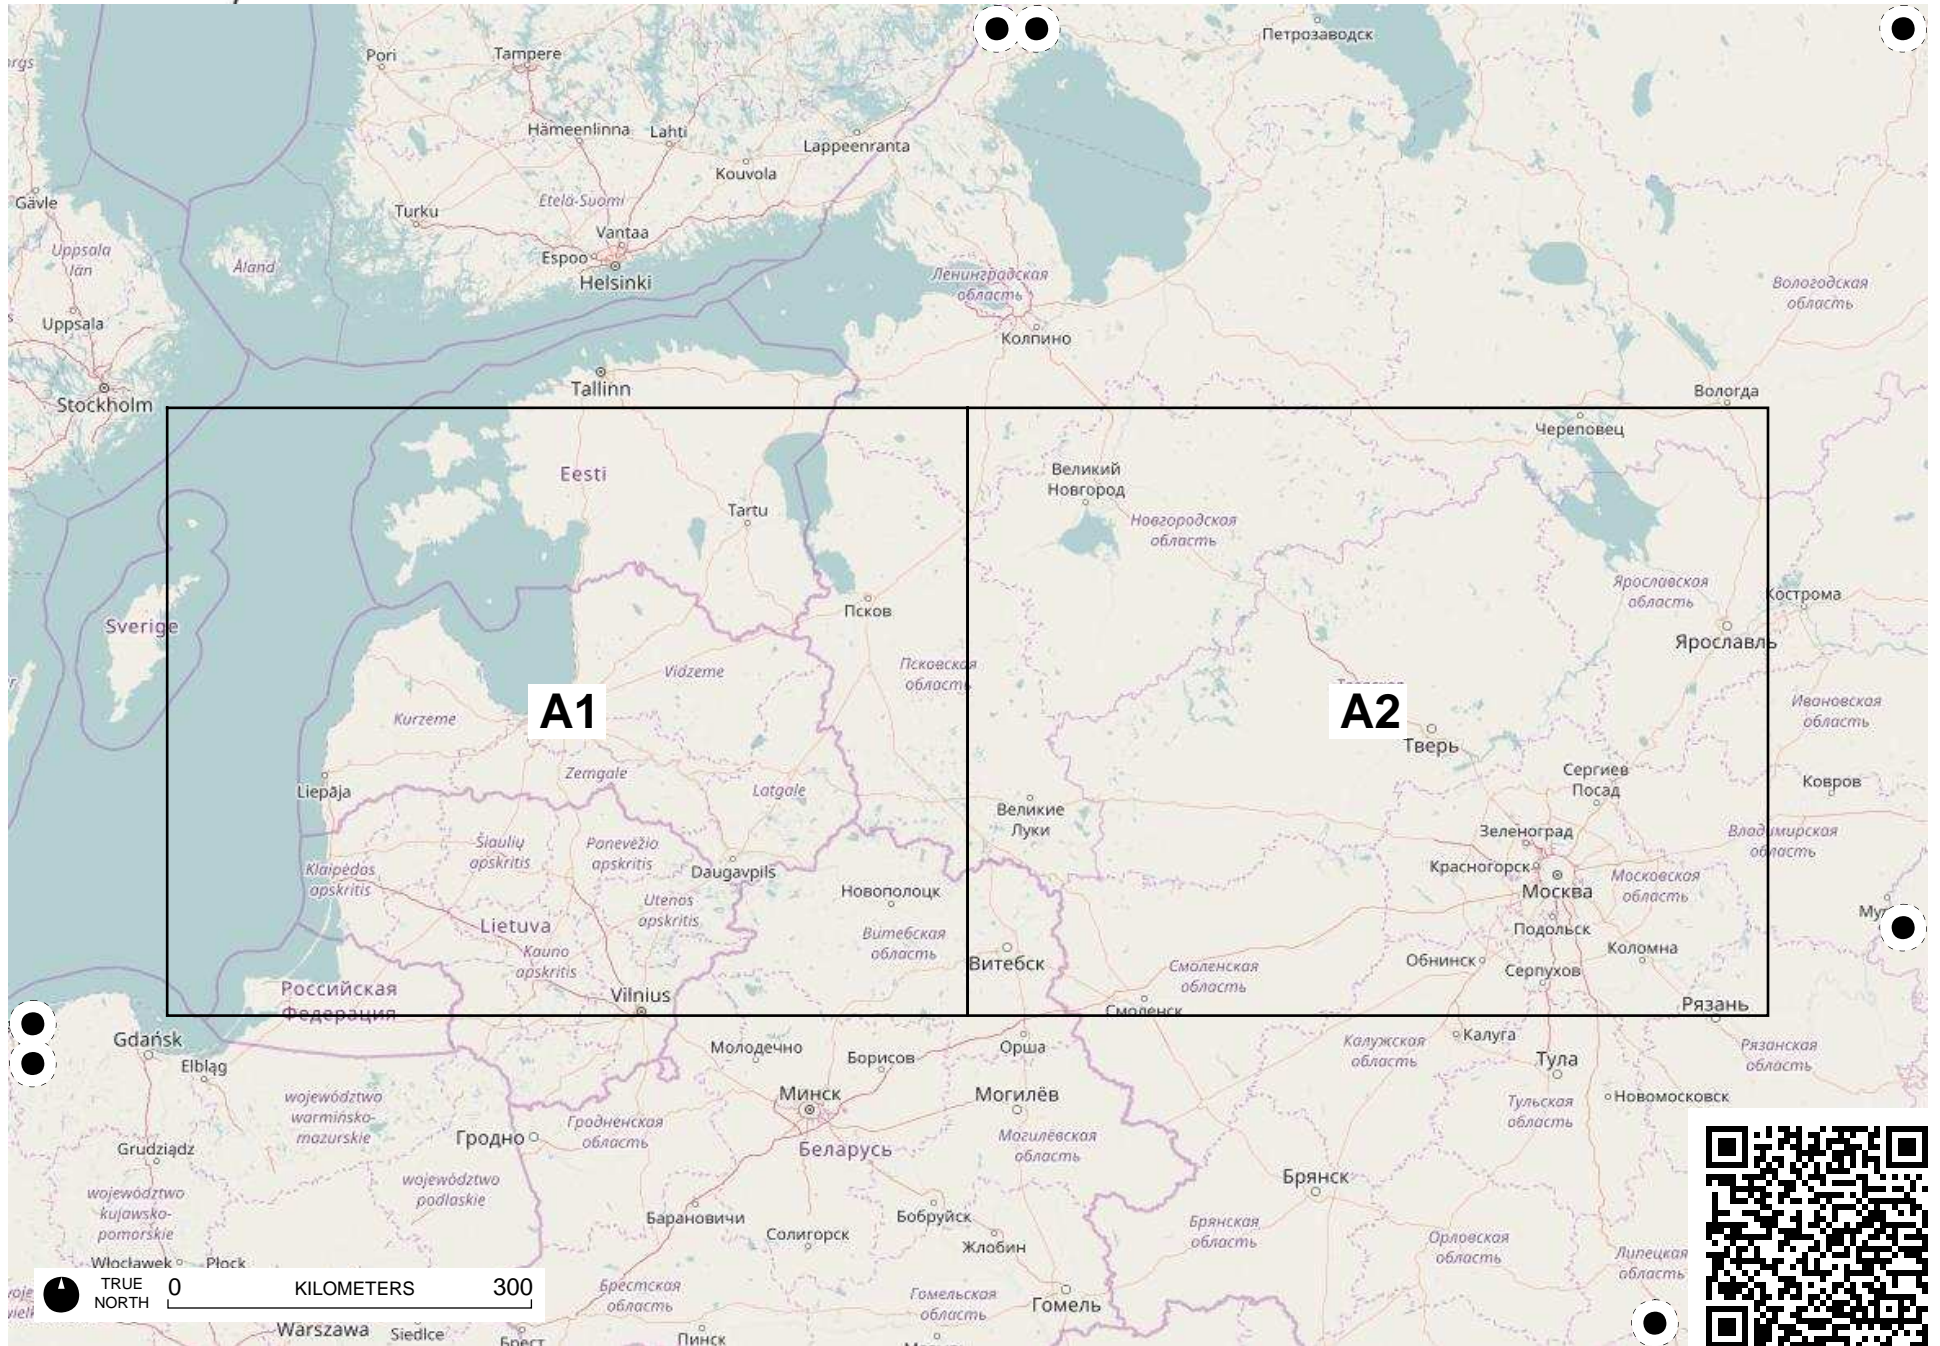 Петрозаводск
Pori
Tampere
Hämeenlinna
Lahti
Lappeenranta
Kouvola
Gävle
Etelä-Suomi
Turku
Vantaa
Uppsala
län
Åland
Espoo
Helsinki
Ленинградская
область
Вологодская
область
Uppsala
Колпино
Tallinn
Stockholm
Вологда
Череповец
Eesti
Великий
Новгород
Tartu
Новгородская
область
Ярославская
область
Кострома
Псков
Sverige
Ярославль
Vidzeme
Псковская
область
A1
A2
Kurzeme
Ивановская
область
Тверь
Zemgale
Liepāja
Latgale
Сергиев
Посад
Ковров
Великие
Луки
Зеленоград
Владимирская
область
Šiaulių
apskritis
Panevėžio
apskritis
Klaipėdos
apskritis
Daugavpils
Красногорск
Москва
Московская
область
Новополоцк
Utenos
apskritis
Lietuva
Витебская
область
Подольск
Kauno
apskritis
Витебск
Коломна
Обнинск
Серпухов
Смоленская
область
Российская
Федерация
Vilnius
Смоленск
Рязань
Gdańsk
Elbląg
Молодечно
Борисов
Орша
Калужская
область
Калуга
Тула
Рязанская
область
województwo
warmińsko-
mazurskie
Минск
Могилёв
Новомосковск
Тульская
область
Гродно
Гродненская
область
Беларусь
Могилёвская
область
Grudziądz
województwo
podlaskie
Брянск
województwo
kujawsko-
pomorskie
Барановичи
Солигорск
Бобруйск
Жлобин
Брянская
область
Орловская
область
Липецкая
область
Włocławek
Płock
TRUE
NORTH
0 KILOMETERS 300
Брестская
область
Гомельская
область
Гомель
Warszawa
Siedlce
Брест
Пинск